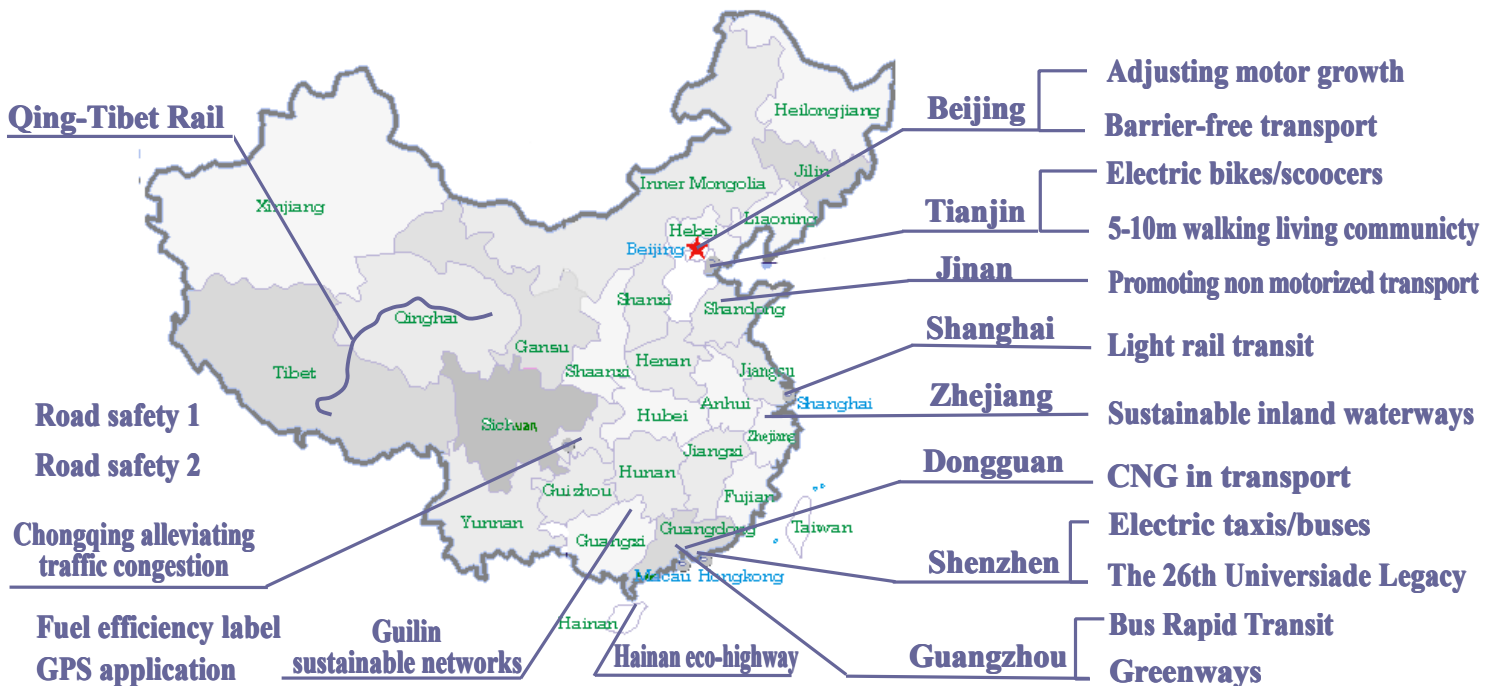 Qing-Tibet Rail
Road safety 1
Road safety 2
Chongqing alleviating
traffic congestion
Fuel efficiency label
GPS application
Guilin
sustainable networks
Hainan eco-highway
Heilongjiang
Jilin
Inner Mongolia
Liaoning
Xinjiang
Hebei
Beijing
Shanxi
Shandong
Qinghai
Gansu
Henan
Tibet
Shaanxi
Jiangsu
Anhui
Shanghai
Hubei
Sichuan
Zhejiang
Jiangxi
Hunan
Guizhou
Fujian
Yunnan
Guangdong
Taiwan
Guangxi
Macau Hongkong
Hainan
Beijing
Adjusting motor growth
Barrier-free transport
Tianjin
Electric bikes/scoocers
5-10m walking living communicty
Jinan
Promoting non motorized transport
Shanghai
Light rail transit
Zhejiang
Sustainable inland waterways
Dongguan
CNG in transport
Shenzhen
Electric taxis/buses
The 26th Universiade Legacy
Guangzhou
Bus Rapid Transit
Greenways